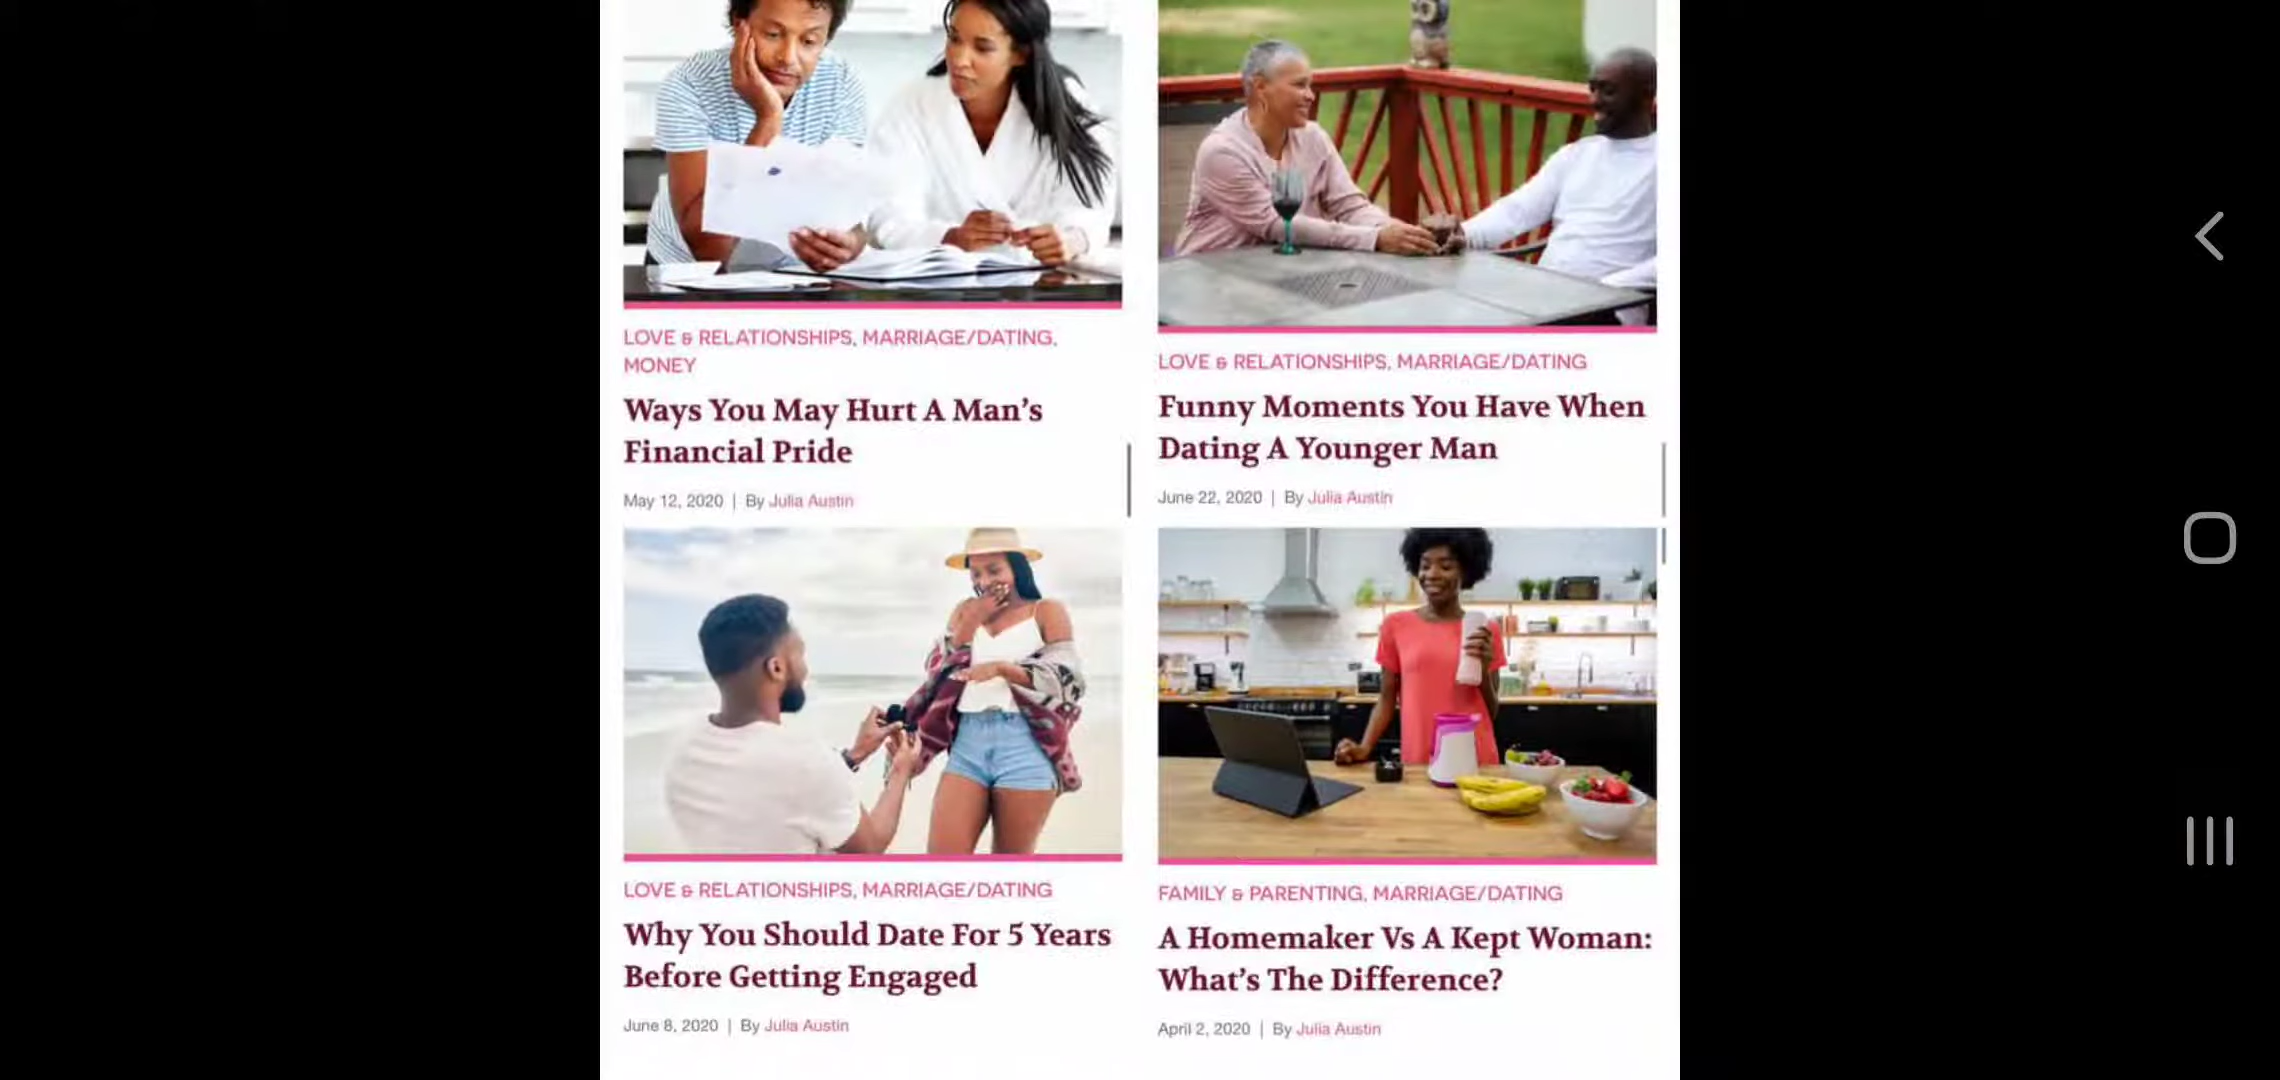 LOVE & RELATIONSHIPS, MARRIAGE/DATING,
MONEY
Ways You May Hurt A Man’s
Financial Pride
May 12, 2020 | By Julia Austin
LOVE & RELATIONSHIPS, MARRIAGE/DATING
Funny Moments You Have When
Dating A Younger Man
June 22, 2020 | By Julia Austin
LOVE & RELATIONSHIPS, MARRIAGE/DATING
Why You Should Date For 5 Years
Before Getting Engaged
June 8, 2020 | By Julia Austin
FAMILY & PARENTING, MARRIAGE/DATING
A Homemaker Vs A Kept Woman:
What’s The Difference?
April 2, 2020 | By Julia Austin